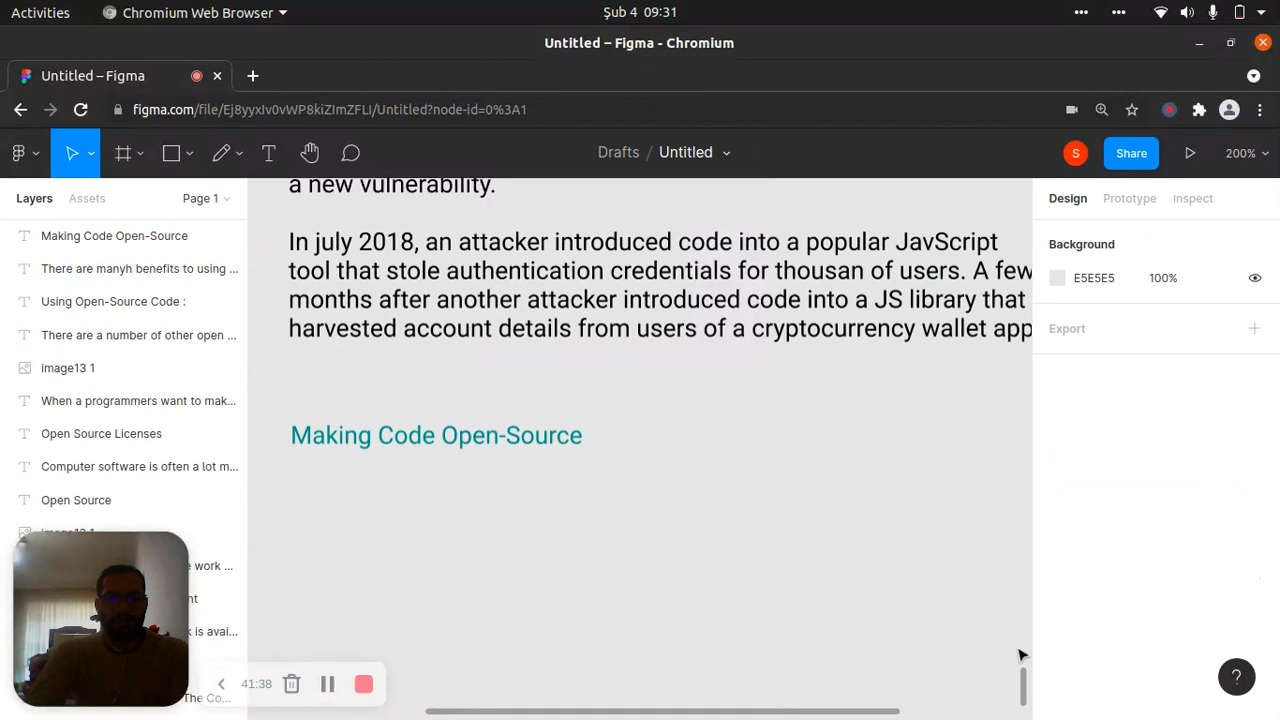 Activities Chromium Web Browser Şub 4 09:31
Untitled – Figma - Chromium
Untitled – Figma
figma.com/file/Ej8yyxIv0vWP8kiZImZFLI/Untitled?node-id=0%3A1
Drafts / Untitled S Share 200%
Layers Assets Page 1
Making Code Open-Source
There are manyh benefits to using ...
Using Open-Source Code :
There are a number of other open ...
image13 1
When a programmers want to mak...
Open Source Licenses
Computer software is often a lot m...
Open Source
work ...
nt
k is avai...
The Co...
a new vulnerability.
In july 2018, an attacker introduced code into a popular JavScript
tool that stole authentication credentials for thousan of users. A few
months after another attacker introduced code into a JS library that
harvested account details from users of a cryptocurrency wallet app
Making Code Open-Source
Design Prototype Inspect
Background
E5E5E5 100%
Export
41:38
?